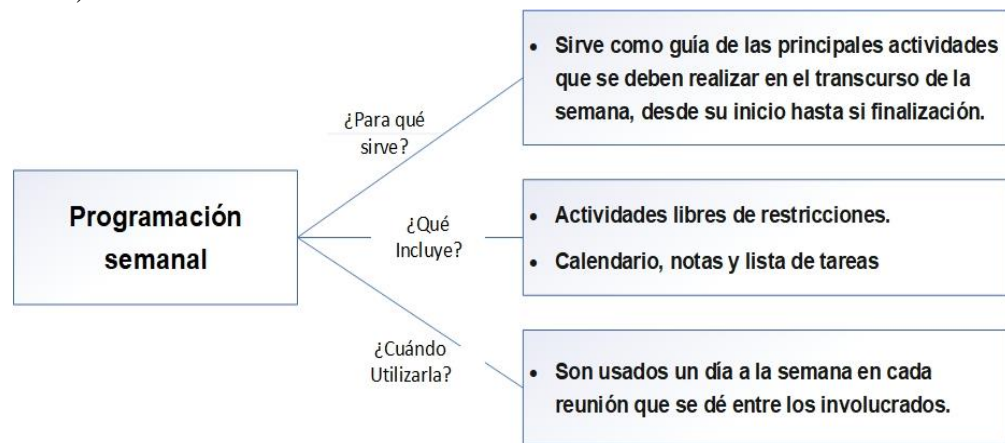 Programación
semanal
¿Para qué
sirve?
• Sirve como guía de las principales actividades
que se deben realizar en el transcurso de la
semana, desde su inicio hasta si finalización.
¿Qué
Incluye?
• Actividades libres de restricciones.
• Calendario, notas y lista de tareas
¿Cuándo
Utilizarla?
• Son usados un día a la semana en cada
reunión que se dé entre los involucrados.